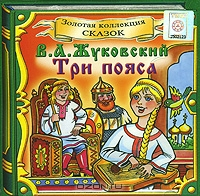 Золотая коллекция
СКАЗОК
В.А.Жуковский
Три пояса